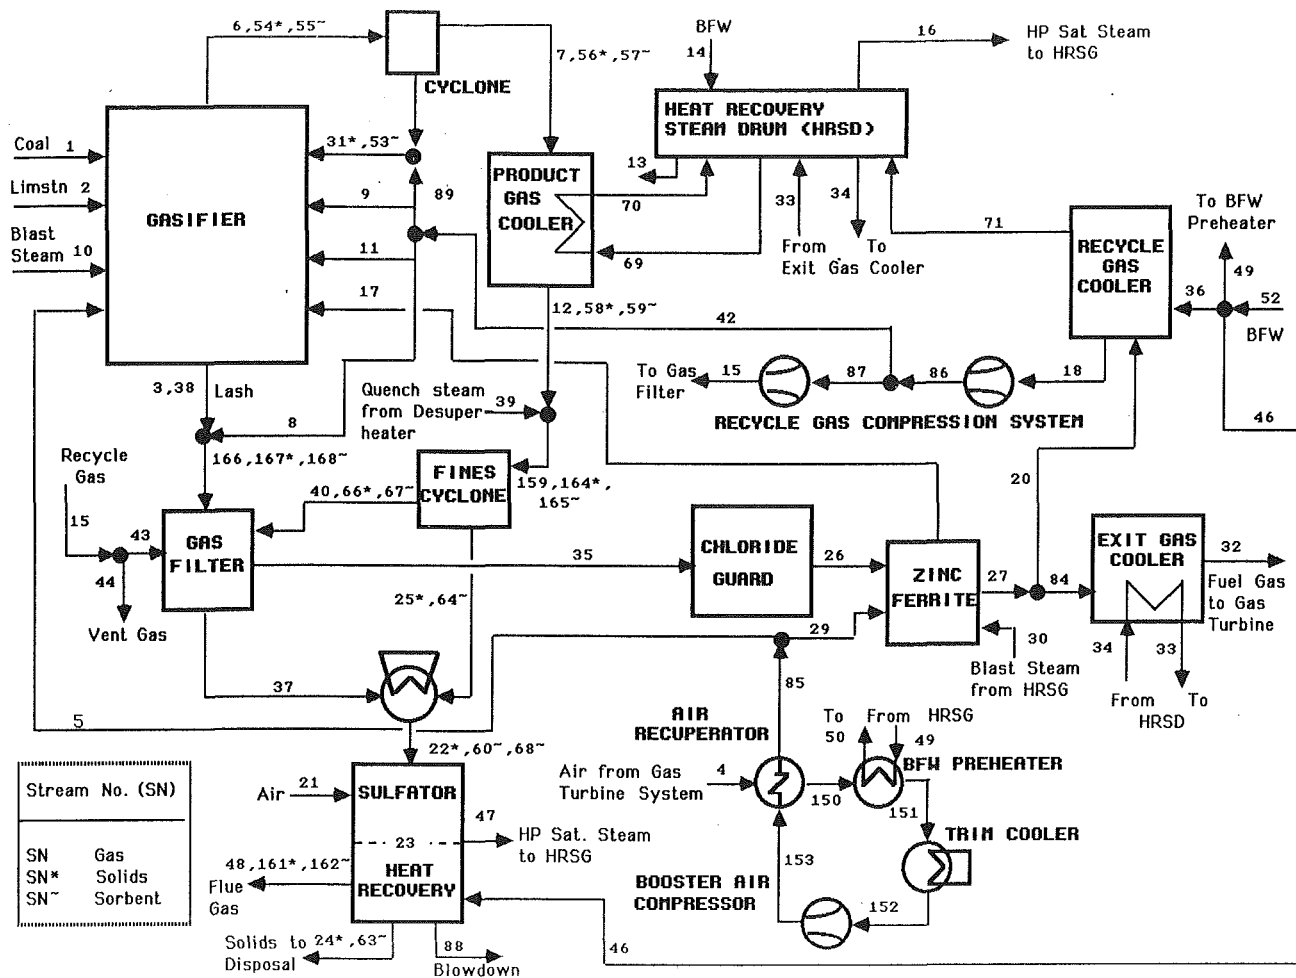 6,54*,55~
CYCLONE
7,56*,57~
BFW
14
16
HP Sat Steam
to HRSG
HEAT RECOVERY
STEAM DRUM (HRSD)
Coal 1
Limstn 2
Blast
Steam 10
GASIFIER
31*,53~
9
89
11
17
PRODUCT
GAS
COOLER
13
70
69
33
34
From
Exit Gas Cooler
To
71
RECYCLE
GAS
COOLER
To BFW
Preheater
49
36
52
BFW
12,58*,59~
42
To Gas
Filter
15
87
86
18
RECYCLE GAS COMPRESSION SYSTEM
46
3,38
Lash
8
Quench steam
from Desuper
heater
39
166,167*,168~
Recycle
Gas
15
43
44
Vent Gas
GAS
FILTER
40,66*,67~
FINES
CYCLONE
159,164*,
165~
35
CHLORIDE
GUARD
26
ZINC
FERRITE
27
20
84
EXIT GAS
COOLER
32
Fuel Gas
to Gas
Turbine
25*,64~
29
30
Blast Steam
from HRSG
34
33
From
HRSD
To
37
5
85
22*,60~,68~
AIR
RECUPERATOR
To
50
From HRSG
49
BFW PREHEATER
Air from Gas
Turbine System
4
150
151
TRIM COOLER
153
152
BOOSTER AIR
COMPRESSOR
Stream No. (SN)
SN Gas
SN* Solids
SN~ Sorbent
Air
21
SULFATOR
23
HEAT
RECOVERY
47
HP Sat. Steam
to HRSG
48,161*,162~
Flue
Gas
Solids to
Disposal
24*,63~
88
Blowdown
46